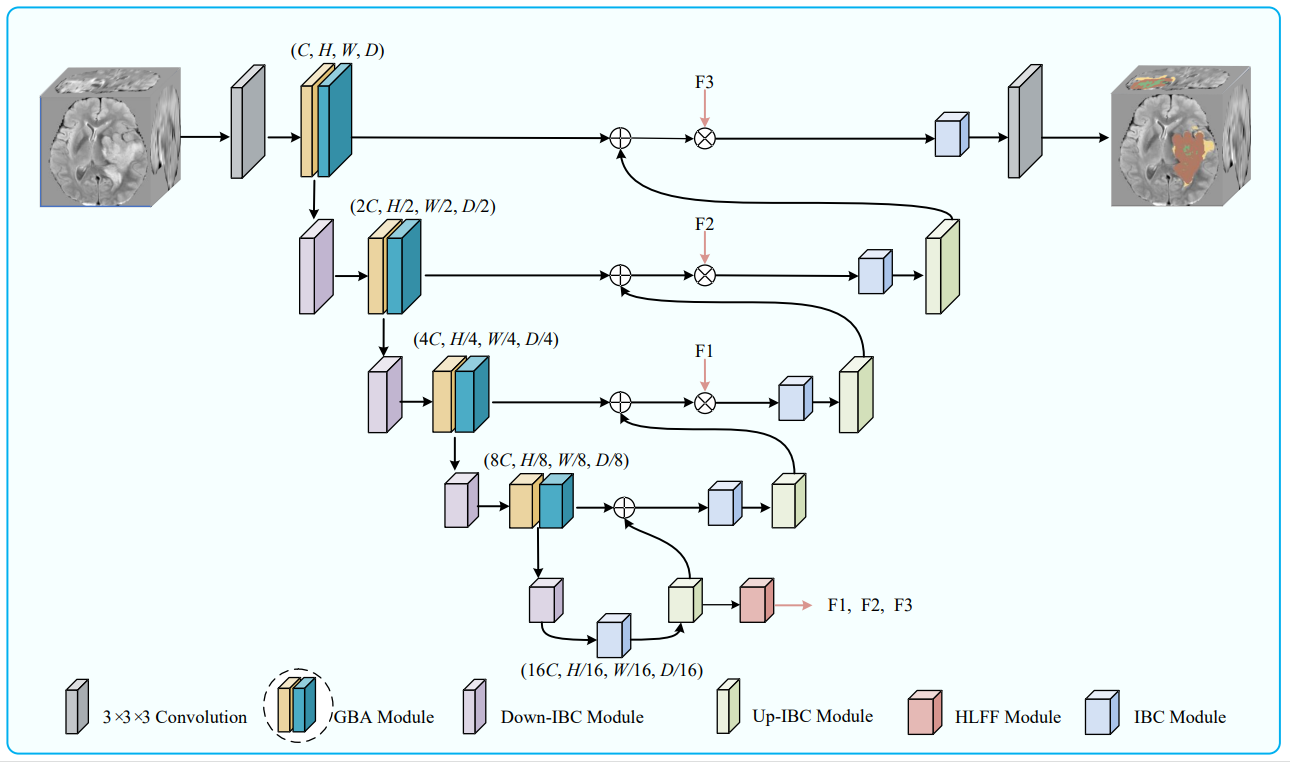 (C, H, W, D)
F3
(2C, H/2, W/2, D/2)
F2
(4C, H/4, W/4, D/4)
F1
(8C, H/8, W/8, D/8)
F1, F2, F3
(16C, H/16, W/16, D/16)
3×3×3 Convolution
GBA Module
Down-IBC Module
Up-IBC Module
HLFF Module
IBC Module